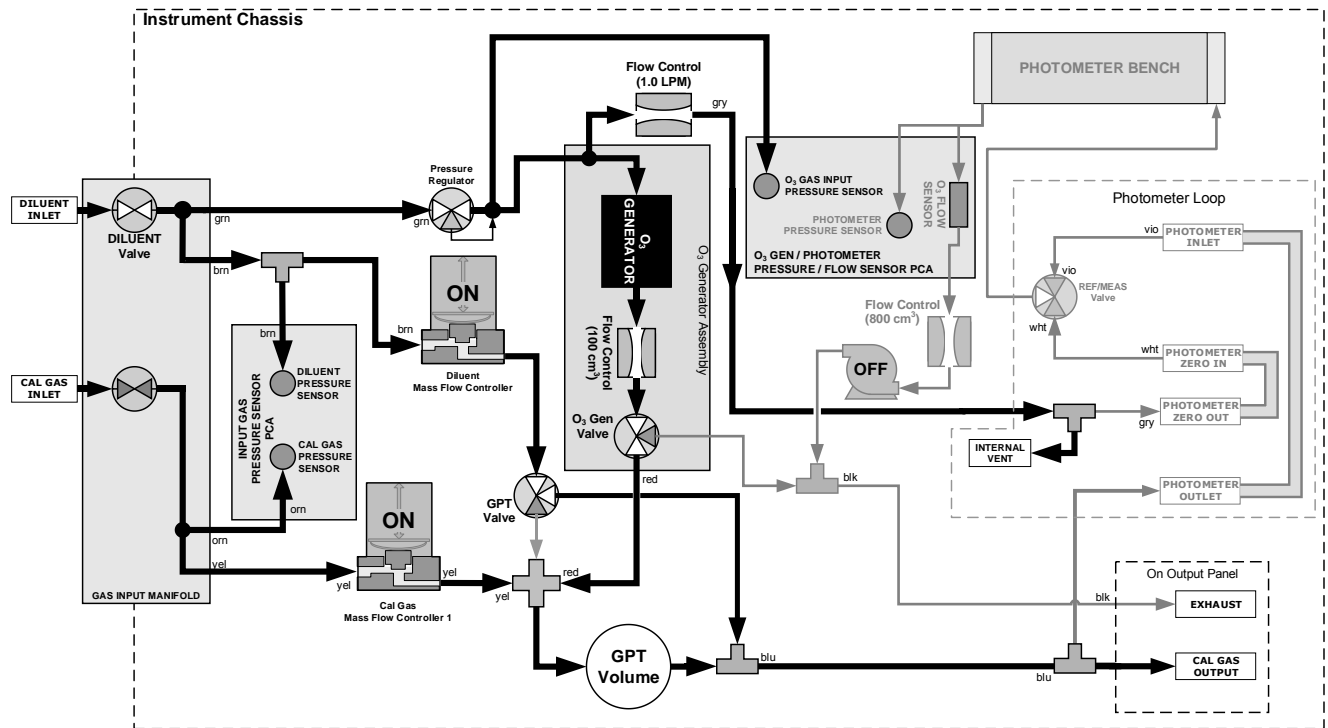 Instrument Chassis
Flow Control
(1.0 LPM)
gry
PHOTOMETER BENCH
Pressure
Regulator
O3 GAS INPUT
PRESSURE SENSOR
O3 FLOW
SENSOR
PHOTOMETER
PRESSURE SENSOR
O3 GEN / PHOTOMETER
PRESSURE / FLOW SENSOR PCA
Photometer Loop
DILUENT
INLET
DILUENT
Valve
grn
grn
O3
GENERATOR
O3 Generator Assembly
vio
PHOTOMETER
INLET
vio
REF/MEAS
Valve
wht
wht
PHOTOMETER
ZERO IN
brn
ON
brn
brn
Diluent
Mass Flow Controller
Flow Control
(100 cm3)
Flow Control
(800 cm3)
OFF
CAL GAS
INLET
DILUENT
PRESSURE
SENSOR
INPUT GAS
PRESSURE SENSOR
PCA
CAL GAS
PRESSURE
SENSOR
O3 Gen
Valve
PHOTOMETER
ZERO OUT
gry
INTERNAL
VENT
red
blk
PHOTOMETER
OUTLET
GPT
Valve
orn
orn
ON
yel
yel
yel
yel
red
Cal Gas
Mass Flow Controller 1
GAS INPUT MANIFOLD
On Output Panel
blk
EXHAUST
GPT
Volume
blu
blu
CAL GAS
OUTPUT